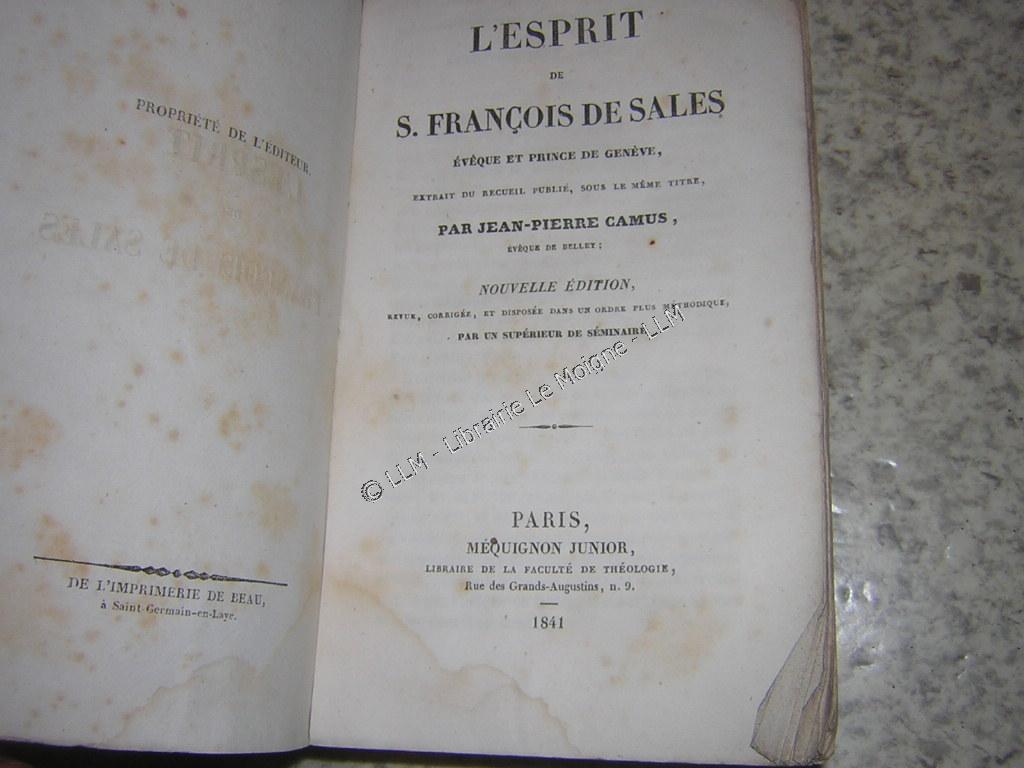 PROPRIÉTÉ DE L'ÉDITEUR.
DE L'IMPRIMERIE DE BEAU,
à Saint-Germain-en-Laye.
L'ESPRIT
DE
S. FRANÇOIS DE SALES
ÉVÊQUE ET PRINCE DE GENÈVE,
EXTRAIT DU RECUEIL PUBLIÉ, SOUS LE MÊME TITRE,
PAR JEAN-PIERRE CAMUS,
ÉVÊQUE DE BELLEY;
NOUVELLE ÉDITION,
REVUE, CORRIGÉE, ET DISPOSÉE DANS UN ORDRE PLUS MÉTHODIQUE,
PAR UN SUPÉRIEUR DE SÉMINAIRE
© LLM - Librairie Le Moigne - LLM
PARIS,
MÉQUIGNON JUNIOR,
LIBRAIRE DE LA FACULTÉ DE THÉOLOGIE,
Rue des Grands-Augustins, n. 9.
1841